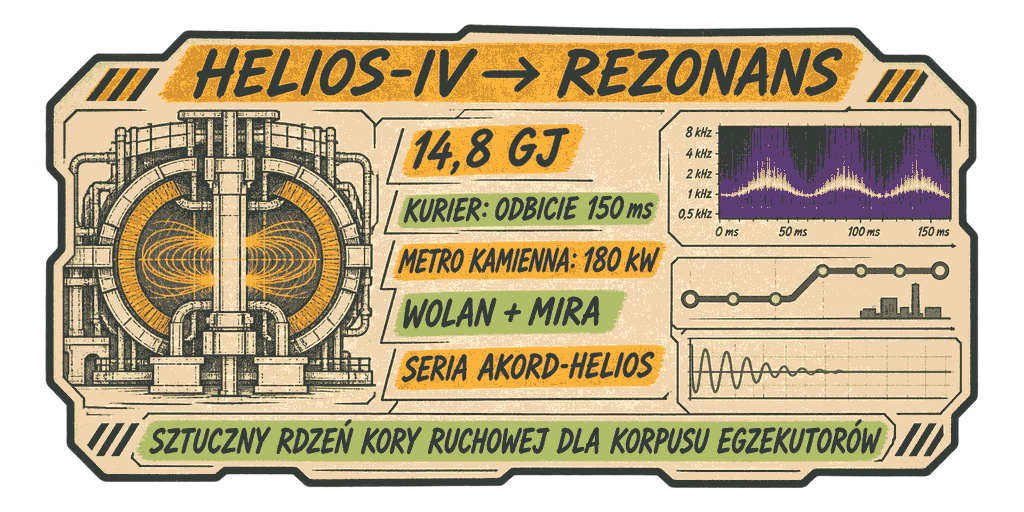 HELIOS-IV → REZONANS
14,8 GJ
KURIER: ODBICIE 150 ms
METRO KAMIENNA: 180 kW
WOLAN + MIRA
SERIA AKORD-HELIOS
8 kHz
4 kHz
2 kHz
1 kHz
0,5 kHz
0 ms 50 ms 100 ms 150 ms
SZTUCZNY RDZEŃ KORY RUCHOWEJ DLA KORPUSU EGZEKUTORÓW